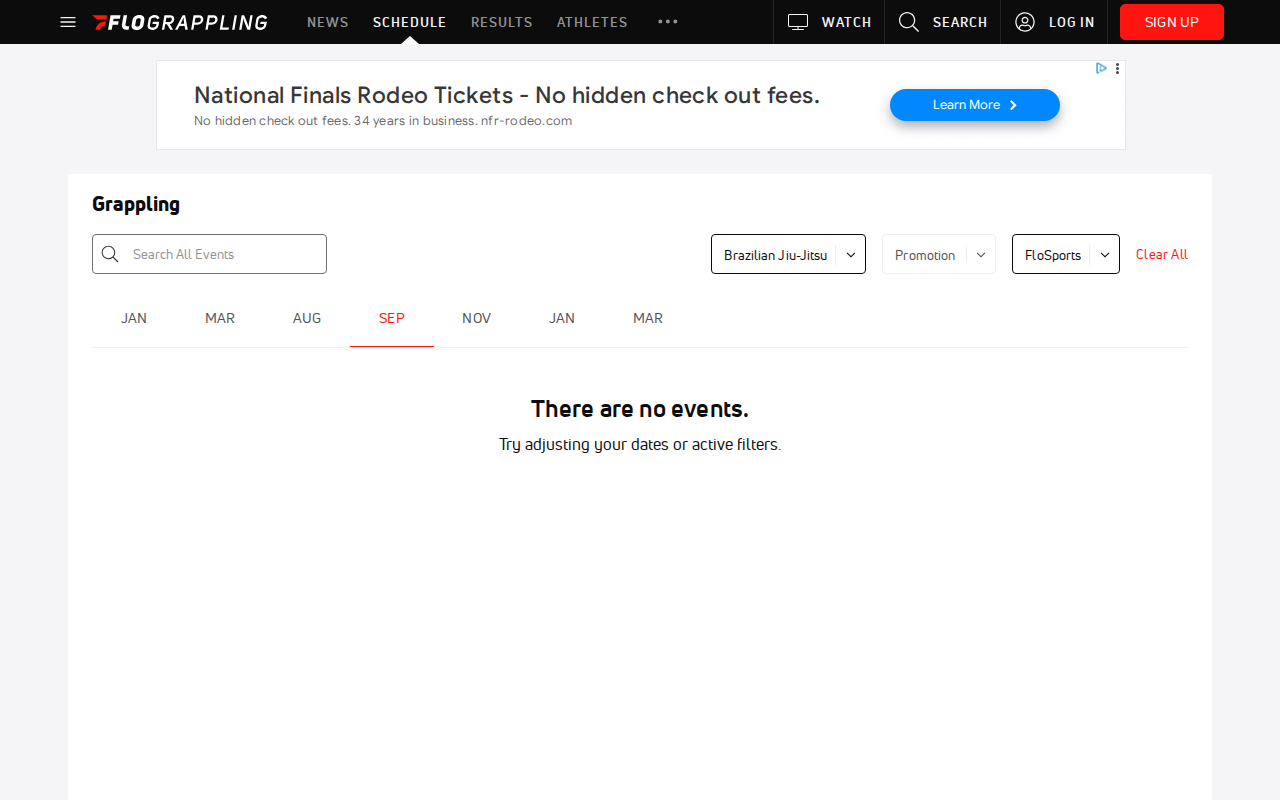 FLOGRAPPLING NEWS SCHEDULE RESULTS ATHLETES WATCH SEARCH LOG IN SIGN UP
National Finals Rodeo Tickets - No hidden check out fees.
No hidden check out fees. 34 years in business. nfr-rodeo.com
Learn More
Grappling
Search All Events Brazilian Jiu-Jitsu Promotion FloSports Clear All
JAN MAR AUG SEP NOV JAN MAR
There are no events.
Try adjusting your dates or active filters.